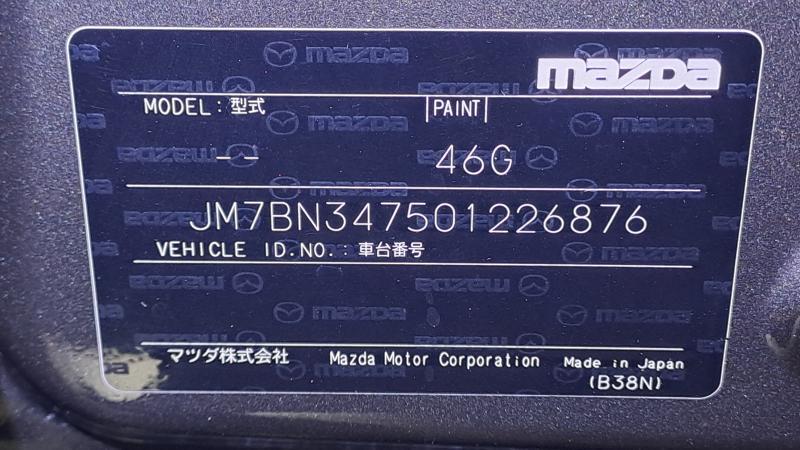 mazda
MODEL:型式 |PAINT|
-- 46G
JM7BN347501226876
VEHICLE ID.NO.:車台番号
マツダ株式会社 Mazda Motor Corporation Made in Japan
(B38N)